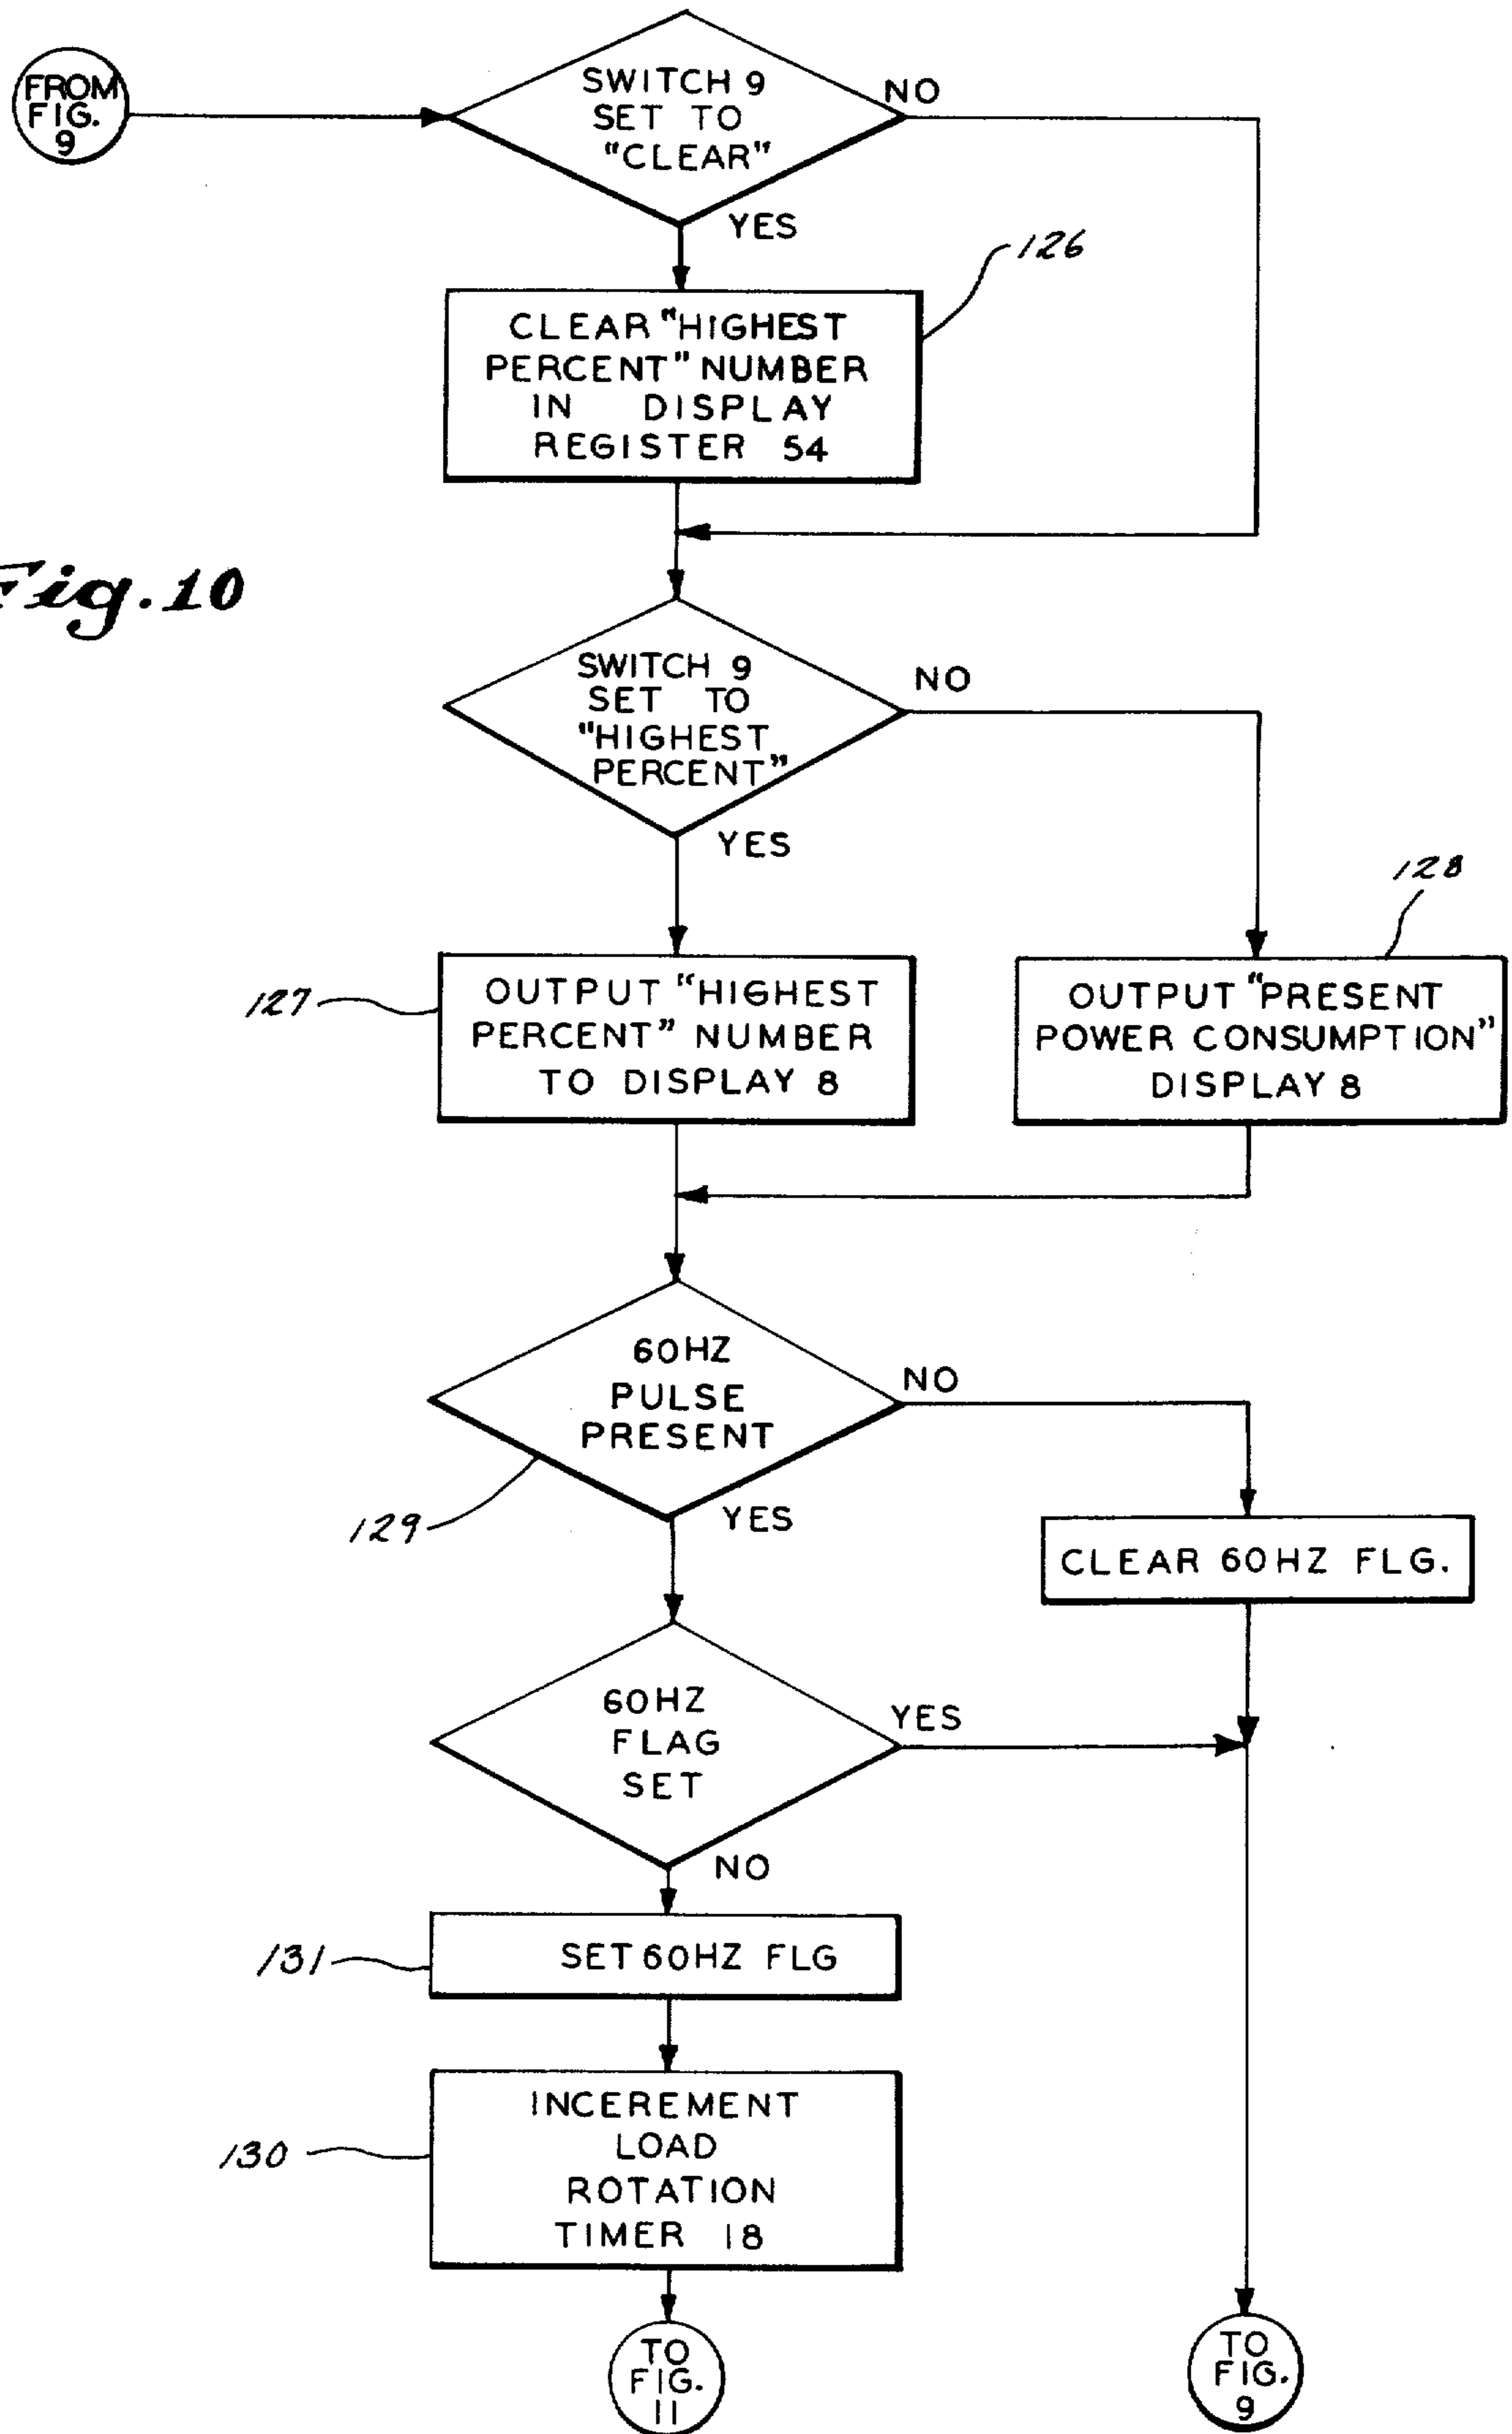 FROM
FIG.
9
SWITCH 9
SET TO
"CLEAR"
NO
YES
126
CLEAR "HIGHEST
PERCENT" NUMBER
IN DISPLAY
REGISTER 54
Fig.10
SWITCH 9
SET TO
"HIGHEST
PERCENT"
NO
YES
127
OUTPUT "HIGHEST
PERCENT" NUMBER
TO DISPLAY 8
128
OUTPUT "PRESENT
POWER CONSUMPTION"
DISPLAY 8
60HZ
PULSE
PRESENT
NO
129
YES
CLEAR 60HZ FLG.
60HZ
FLAG
SET
YES
NO
131
SET 60HZ FLG
130
INCEREMENT
LOAD
ROTATION
TIMER 18
TO
FIG.
11
TO
FIG.
9